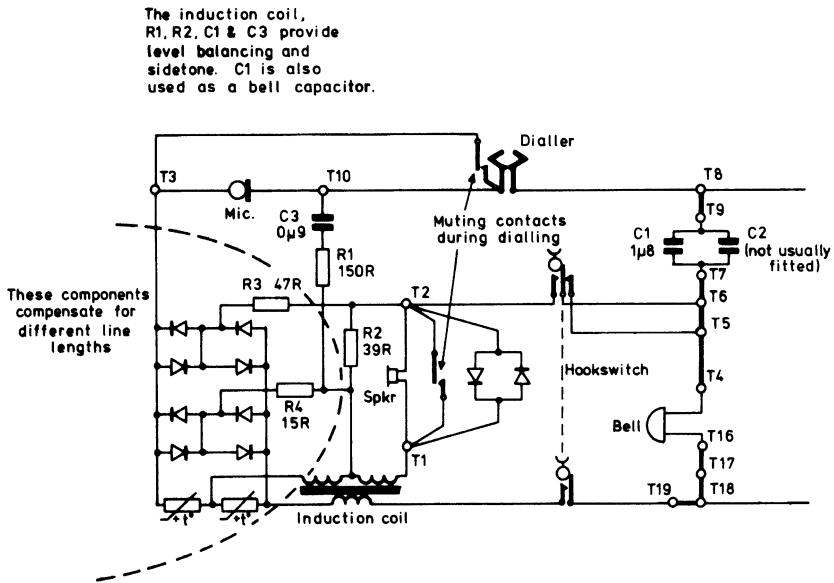 The induction coil,
R1, R2, C1 & C3 provide
level balancing and
sidetone. C1 is also
used as a bell capacitor.
Dialler
T3
T10
T8
Mic.
T9
C3
0µ9
Muting contacts
during dialling
C1
1µ8
C2
(not usually
fitted)
R1
150R
T7
R3 47R
T2
T6
These components
compensate for
different line
lengths
T5
R2
39R
Hookswitch
T4
Spkr
R4
15R
Bell
T16
T1
T17
T19
T18
+t°
+t°
Induction coil